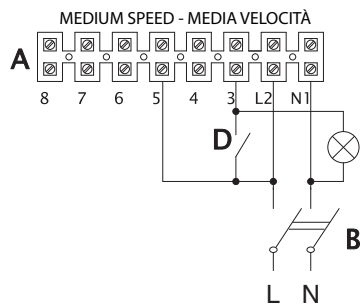 MEDIUM SPEED - MEDIA VELOCITÀ
A
8 7 6 5 4 3 L2 N1
D
B
L N